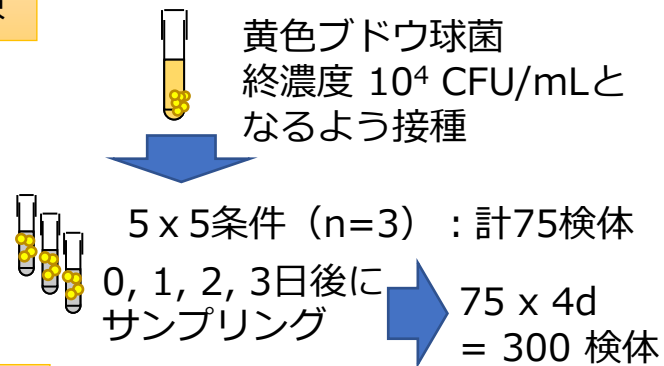 黄色ブドウ球菌
終濃度 10⁴ CFU/mLと
なるよう接種
5 x 5条件（n=3）：計75検体
0, 1, 2, 3日後に
サンプリング
75 x 4d
= 300 検体